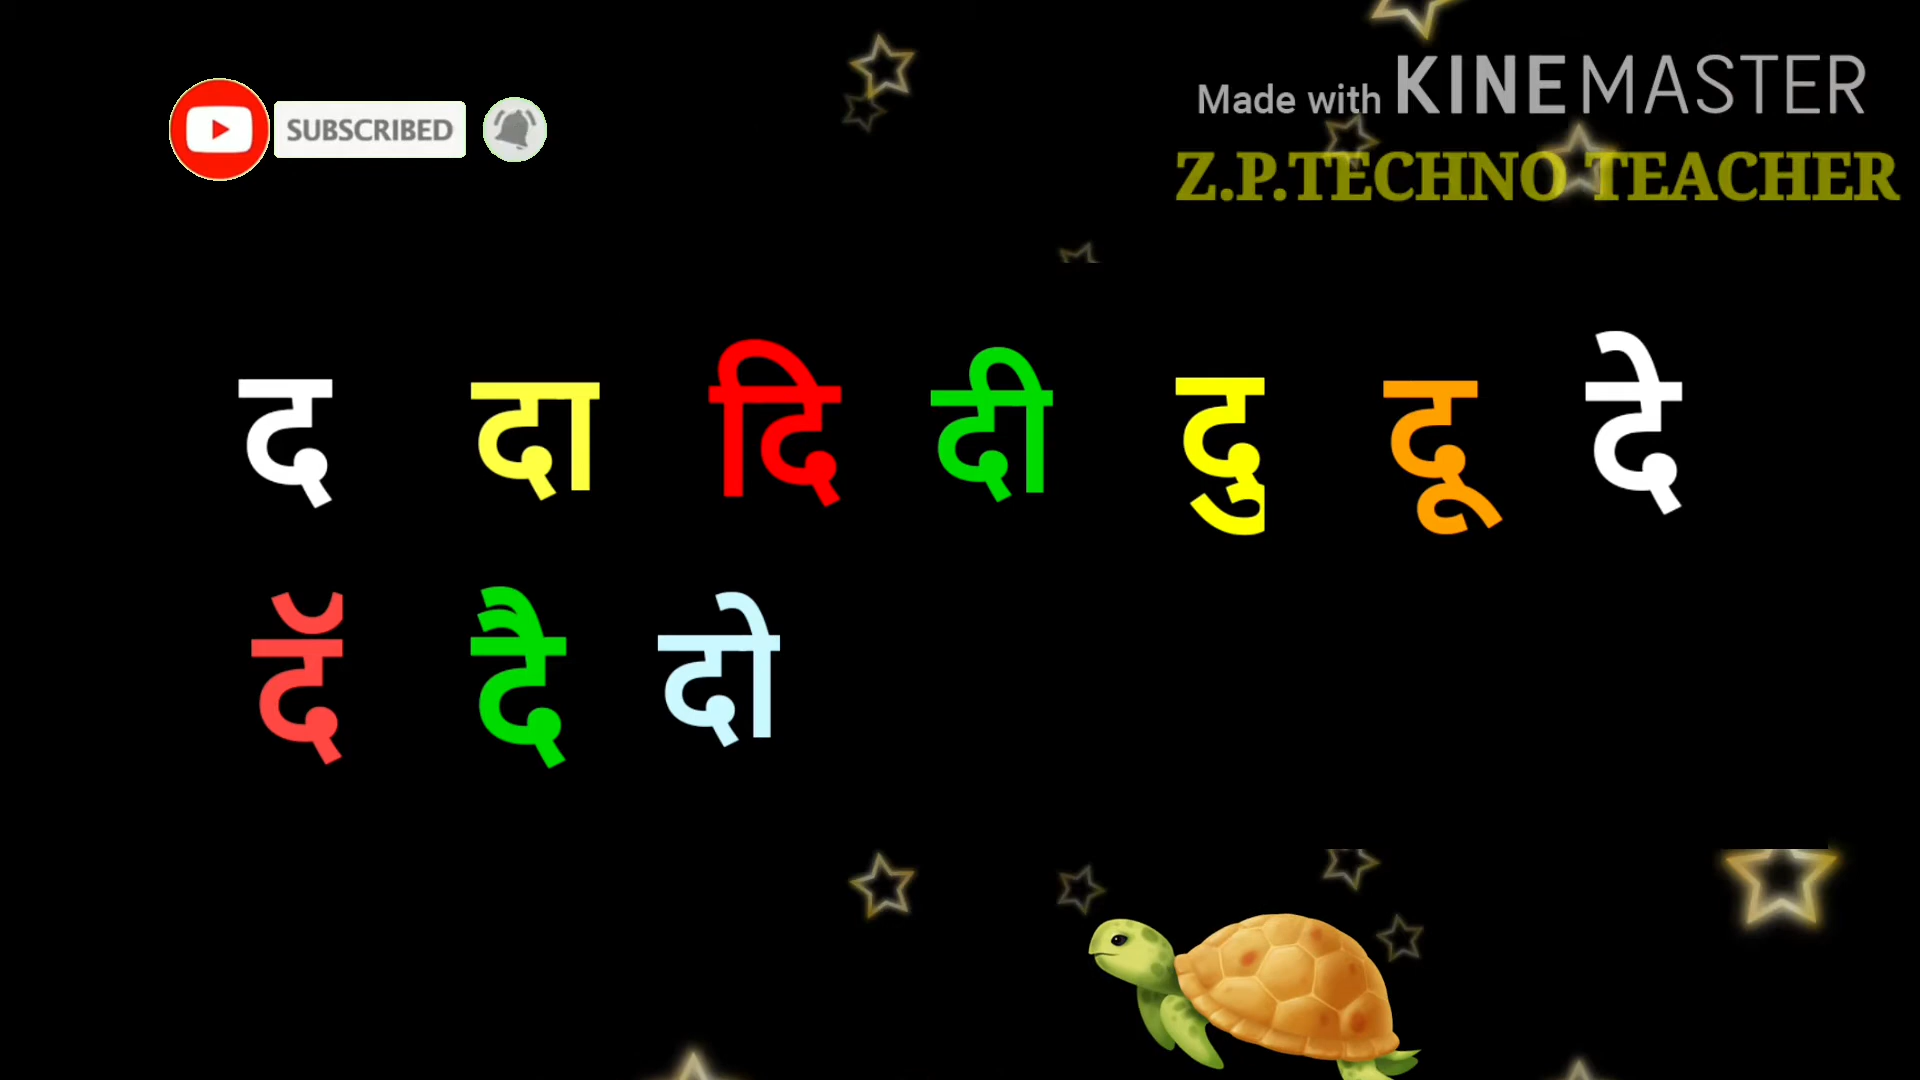 SUBSCRIBED
Made with KINEMASTER
Z.P.TECHNO TEACHER
द दा दि दी दु दू दे
दॅ दै दो